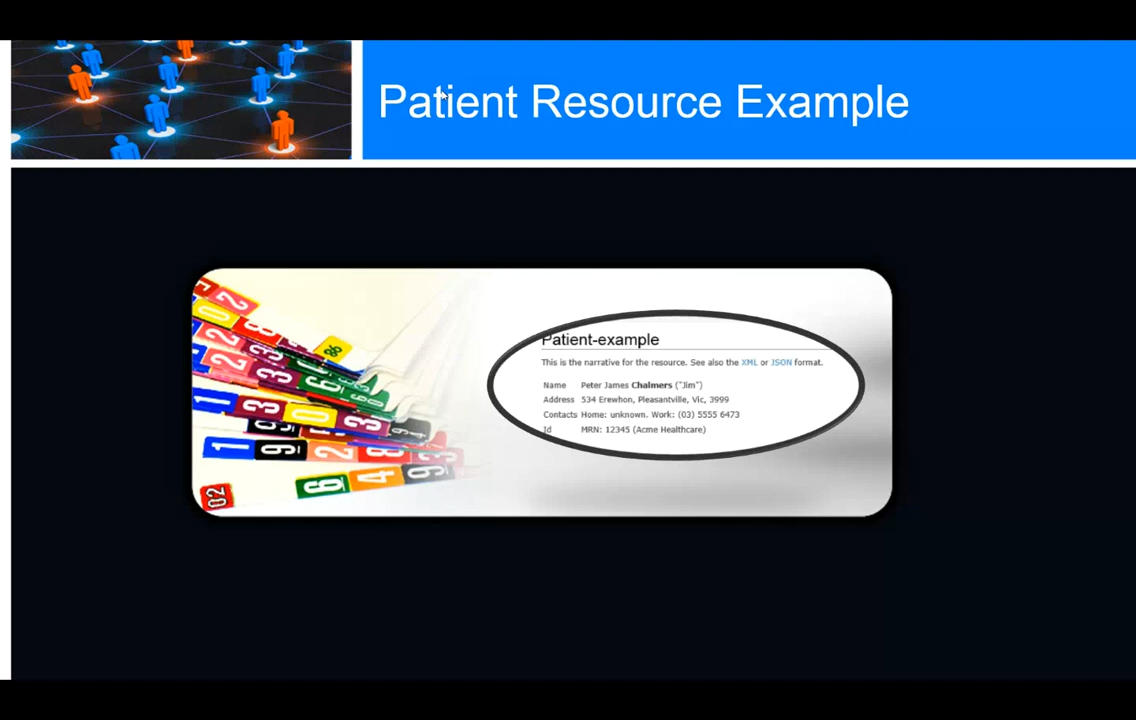 Patient Resource Example
Patient-example
This is the narrative for the resource. See also the XML or JSON format.
Name Peter James Chalmers ("Jim")
Address 534 Erewhon, Pleasantville, Vic, 3999
Contacts Home: unknown. Work: (03) 5555 6473
Id MRN: 12345 (Acme Healthcare)